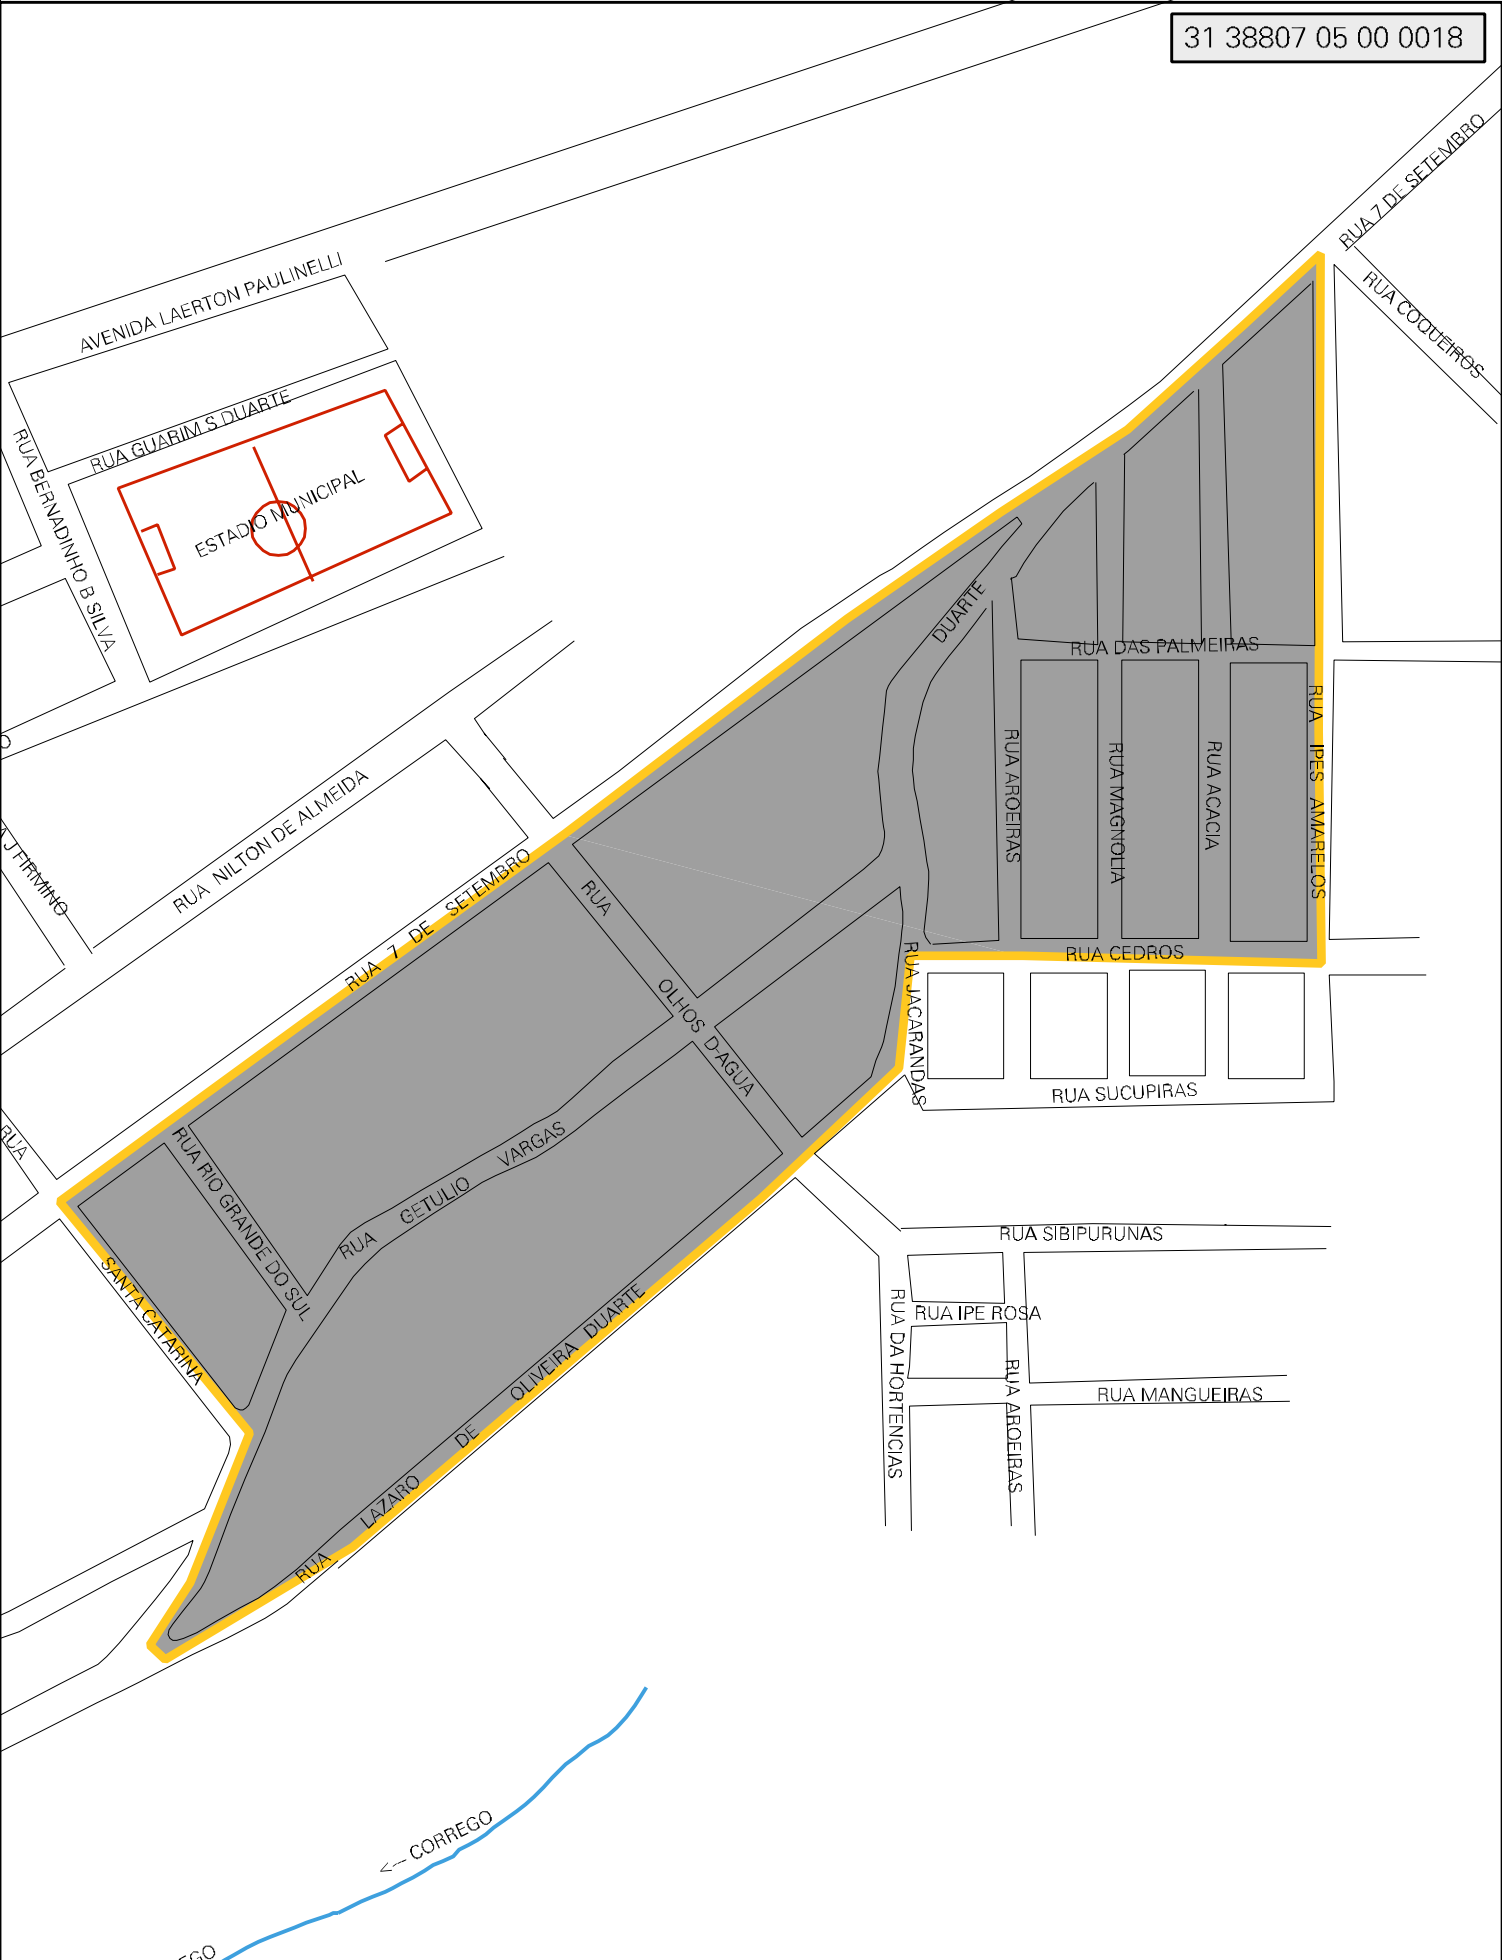 31 38807 05 00 0018
RUA 7 DE SETEMBRO
AVENIDA LAERTON PAULINELLI
RUA COQUEIROS
RUA GUARIM S DUARTE
RUA BERNADINHO B SILVA
ESTADIO MUNICIPAL
DUARTE
RUA DAS PALMEIRAS
RUA IPES AMARELOS
RUA AROEIRAS
RUA MAGNOLIA
RUA ACACIA
RUA NILTON DE ALMEIDA
J FIRMINO
RUA 7 DE SETEMBRO
RUA OLHOS D-AGUA
RUA CEDROS
RUA JACARANDAS
RUA SUCUPIRAS
RUA
RUA RIO GRANDE DO SUL
RUA GETULIO VARGAS
SANTA CATARINA
RUA SIBIPURUNAS
RUA IPE ROSA
RUA DA HORTENCIAS
RUA AROEIRAS
RUA MANGUEIRAS
RUA LAZARO DE OLIVEIRA DUARTE
<-- CORREGO
EGO